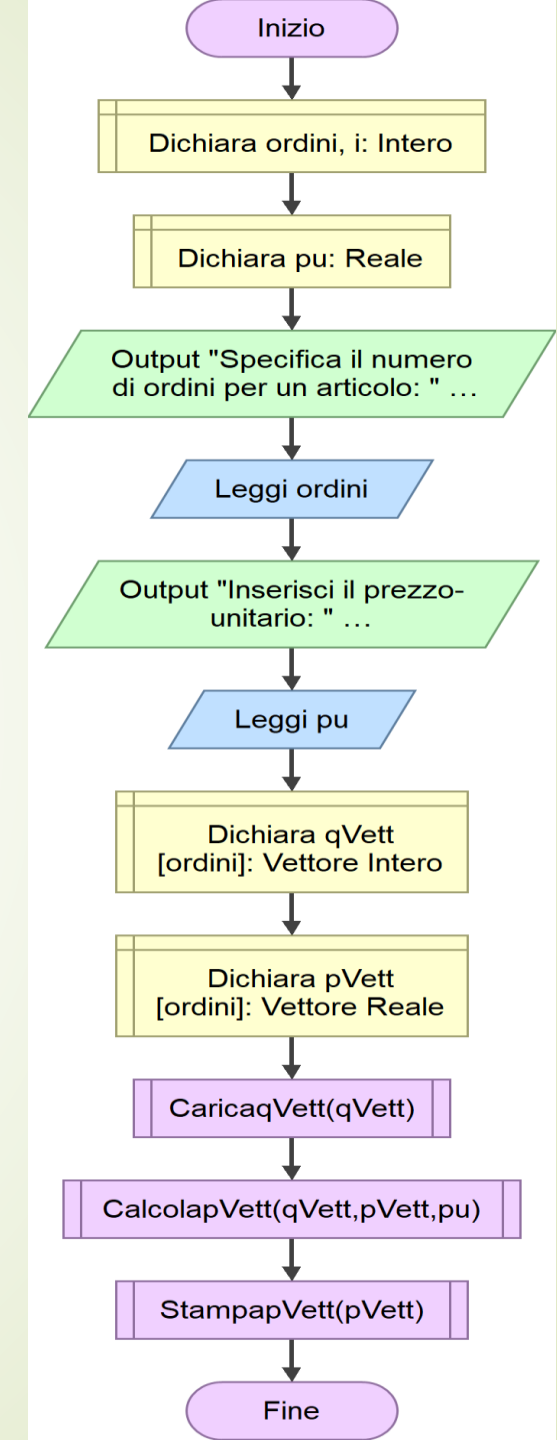 Inizio
Dichiara ordini, i: Intero
Dichiara pu: Reale
Output "Specifica il numero
di ordini per un articolo: " …
Leggi ordini
Output "Inserisci il prezzo-
unitario: " …
Leggi pu
Dichiara qVett
[ordini]: Vettore Intero
Dichiara pVett
[ordini]: Vettore Reale
CaricaqVett(qVett)
CalcolapVett(qVett,pVett,pu)
StampapVett(pVett)
Fine